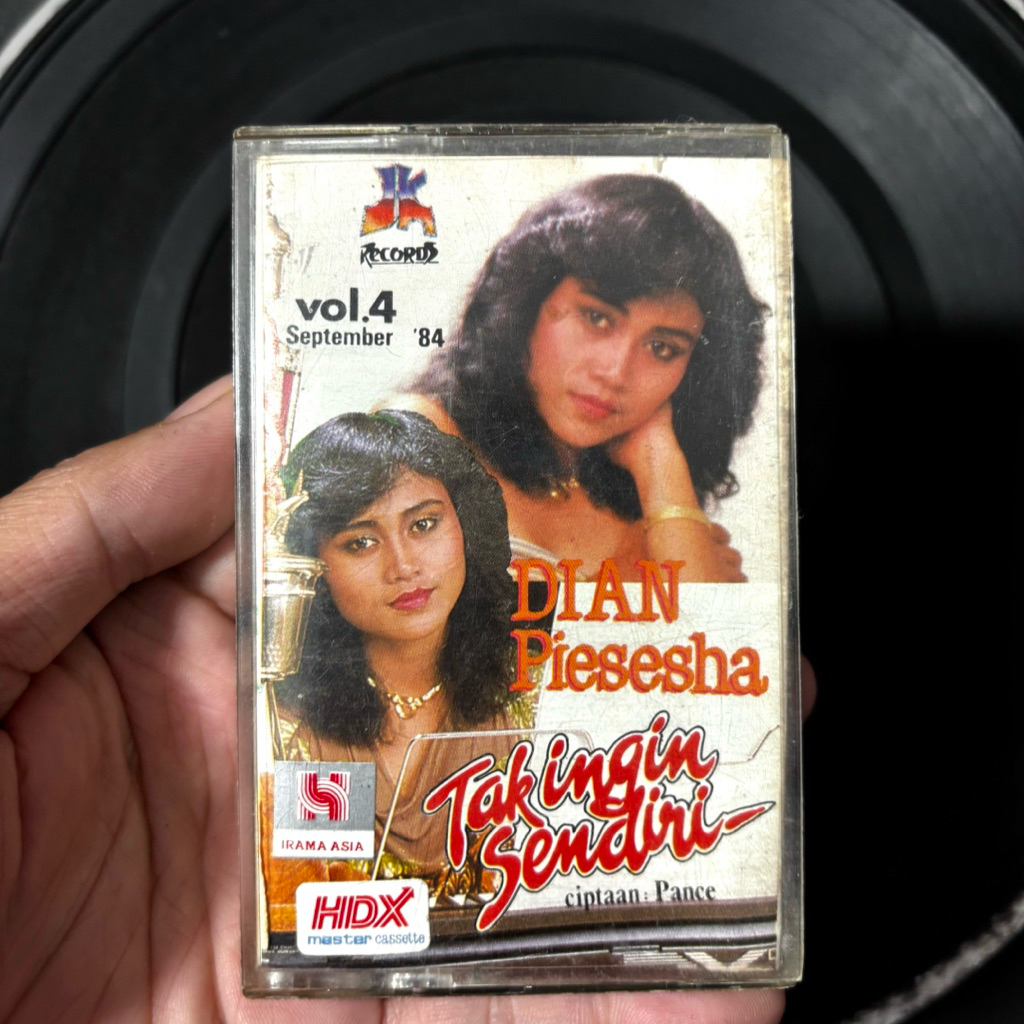 JK
RECORDS
vol.4
September '84
DIAN
Piesesha
Tak ingin
sendiri
ciptaan : Pance
IRAMA ASIA
HDX
master cassette